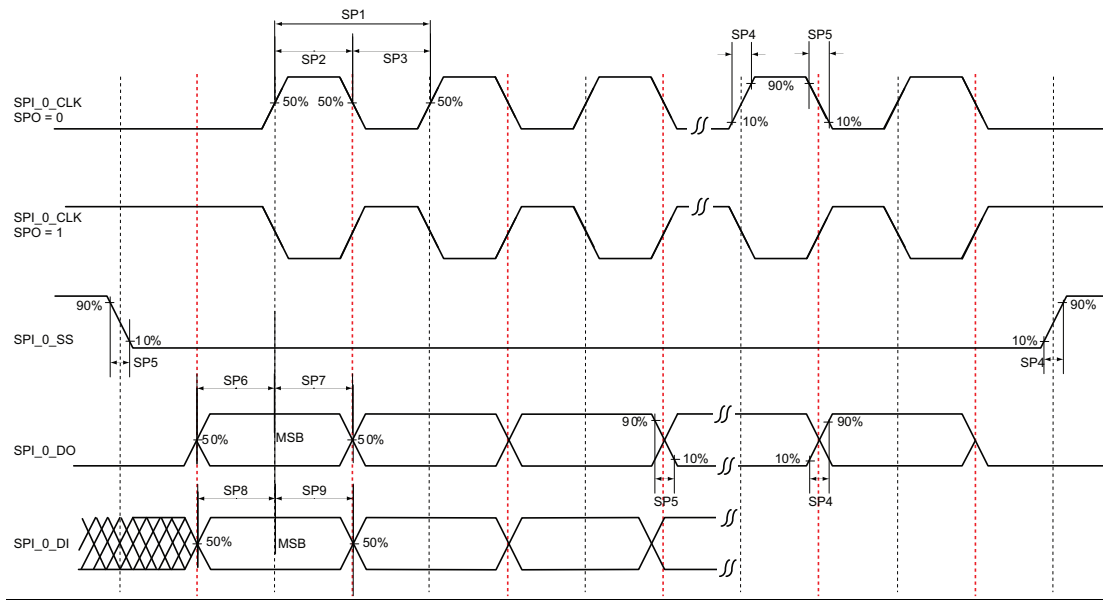 SP1
SP4 SP5
SP2 SP3
90%
SPI_0_CLK
SPO = 0
50% 50% 50%
10% 10%
SPI_0_CLK
SPO = 1
90% 90%
SPI_0_SS
10% 10%
SP5 SP4
SP6 SP7
90% 90%
SPI_0_DO
50% MSB 50%
10% 10%
SP5 SP4
SP8 SP9
SPI_0_DI
50% MSB 50%